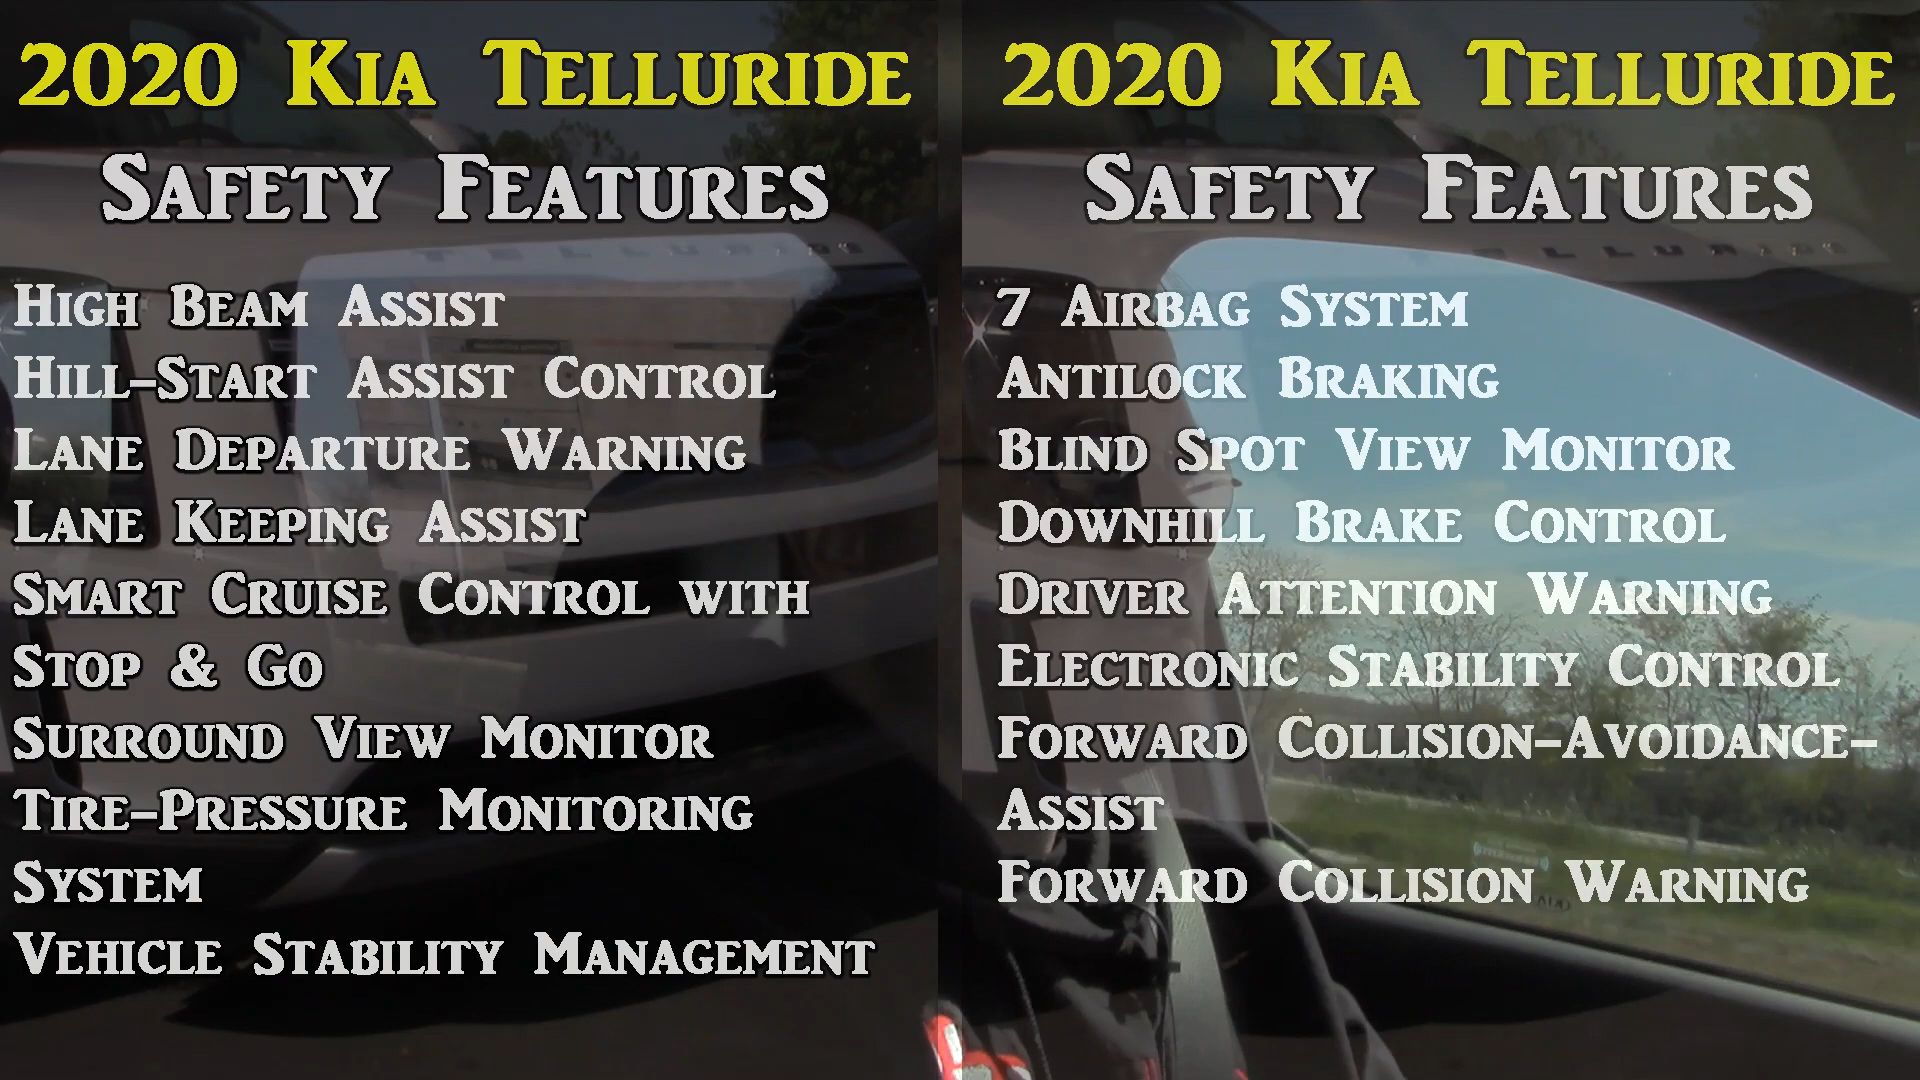 2020 Kia Telluride
Safety Features
High Beam Assist
Hill-Start Assist Control
Lane Departure Warning
Lane Keeping Assist
Smart Cruise Control with
Stop & Go
Surround View Monitor
Tire-Pressure Monitoring
System
Vehicle Stability Management
2020 Kia Telluride
Safety Features
7 Airbag System
Antilock Braking
Blind Spot View Monitor
Downhill Brake Control
Driver Attention Warning
Electronic Stability Control
Forward Collision-Avoidance-
Assist
Forward Collision Warning
TELLURIDE
TELLURIDE